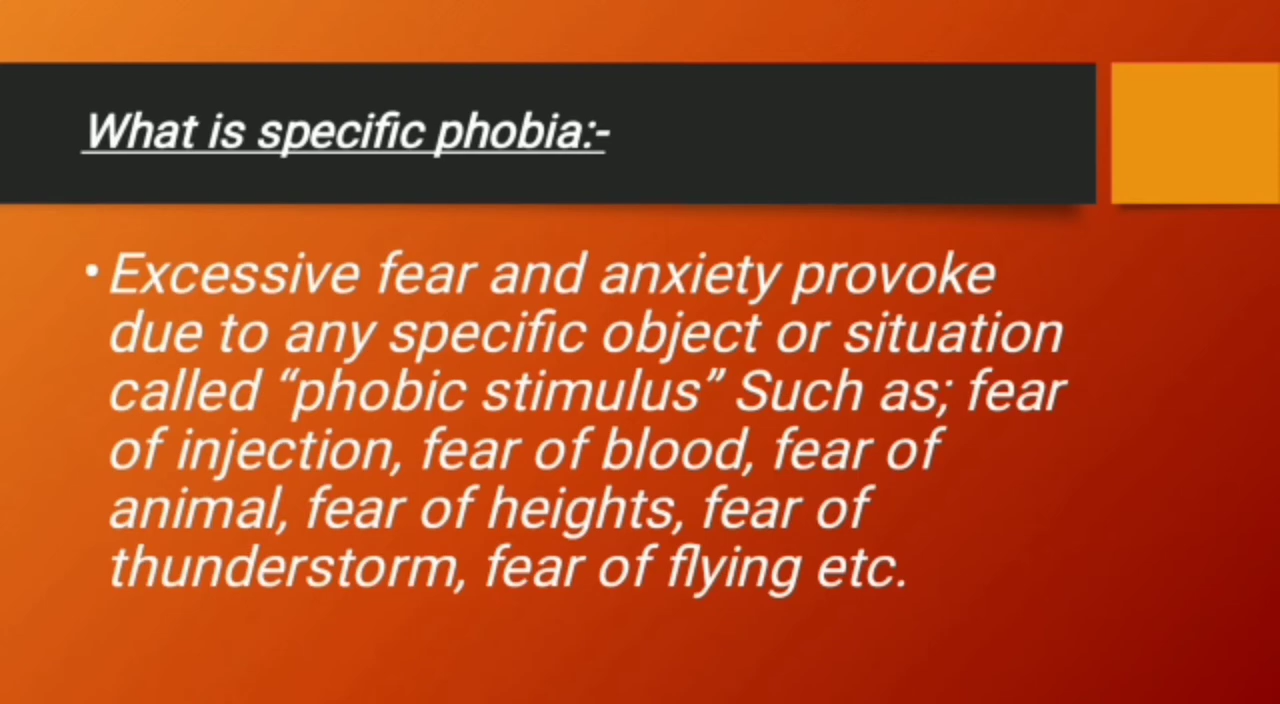 What is specific phobia:-
• Excessive fear and anxiety provoke
due to any specific object or situation
called “phobic stimulus” Such as; fear
of injection, fear of blood, fear of
animal, fear of heights, fear of
thunderstorm, fear of flying etc.